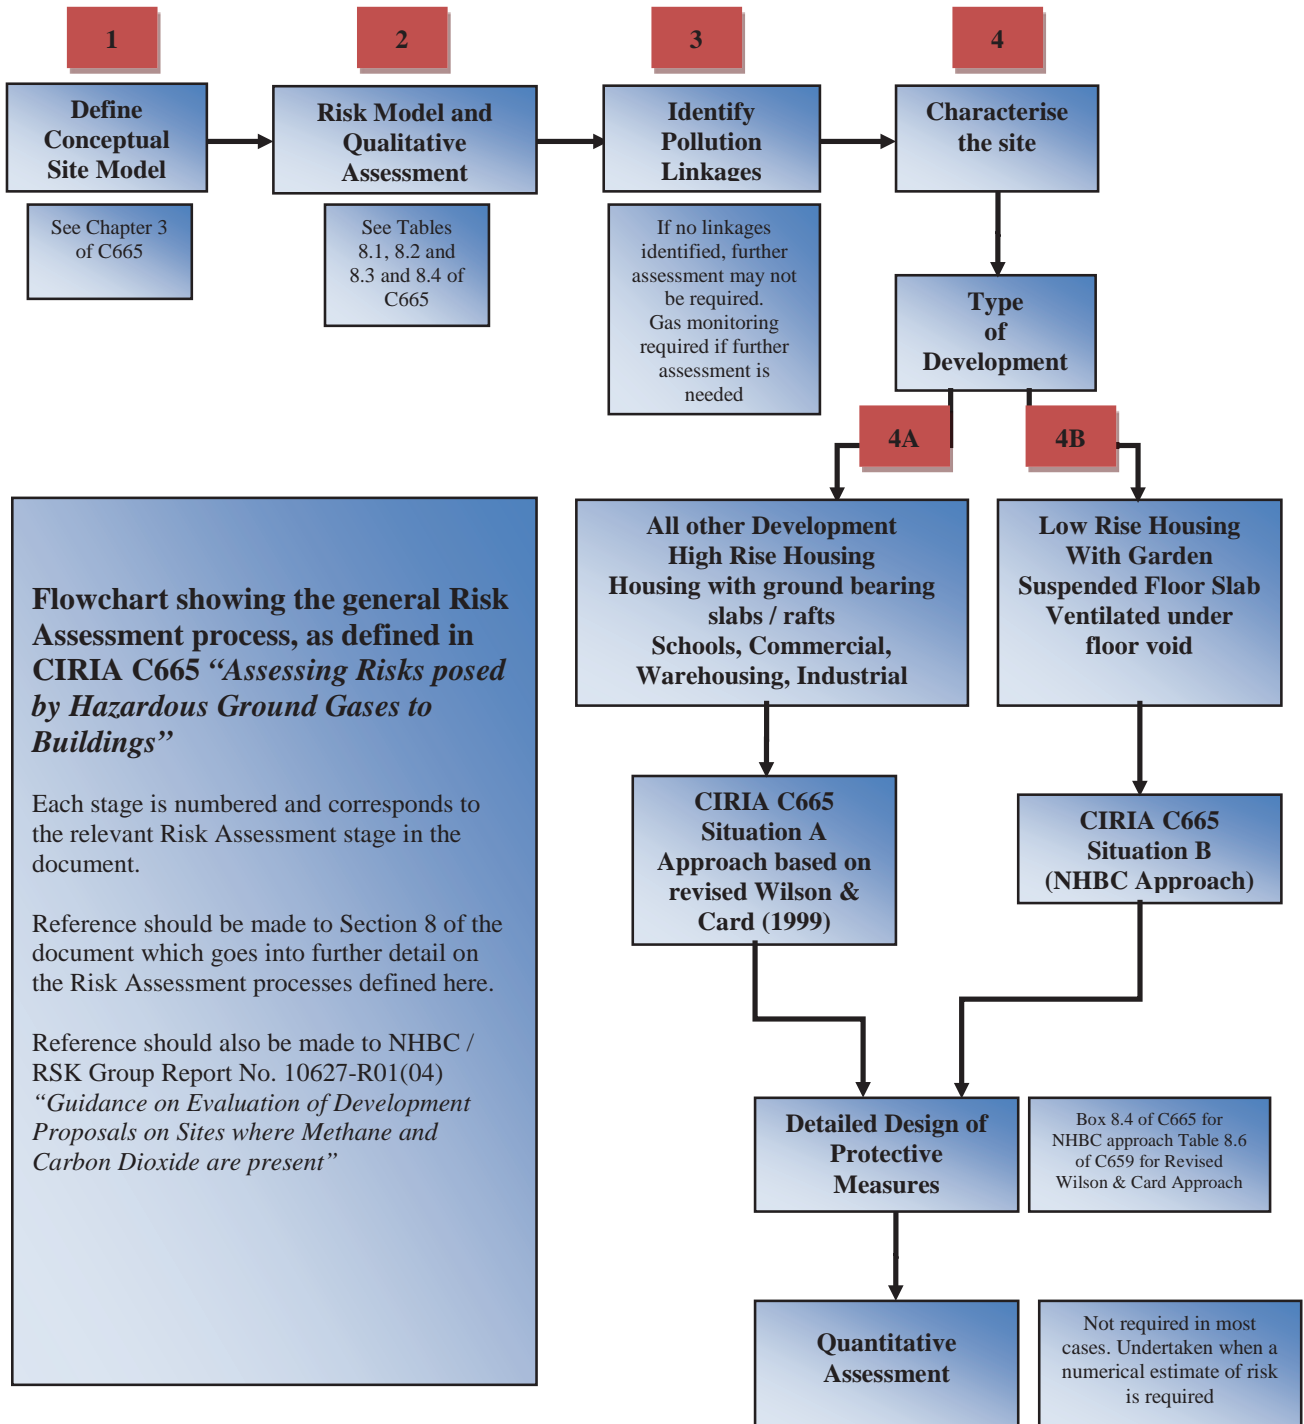 1
2
3
4
Define
Conceptual
Site Model
Risk Model and
Qualitative
Assessment
Identify
Pollution
Linkages
Characterise
the site
See Chapter 3
of C665
See Tables
8.1, 8.2 and
8.3 and 8.4 of
C665
If no linkages
identified, further
assessment may not
be required.
Gas monitoring
required if further
assessment is
needed
Type
of
Development
4A
4B
All other Development
High Rise Housing
Housing with ground bearing
slabs / rafts
Schools, Commercial,
Warehousing, Industrial
Low Rise Housing
With Garden
Suspended Floor Slab
Ventilated under
floor void
Flowchart showing the general Risk
Assessment process, as defined in
CIRIA C665 “Assessing Risks posed
by Hazardous Ground Gases to
Buildings”
Each stage is numbered and corresponds to
the relevant Risk Assessment stage in the
document.
Reference should be made to Section 8 of the
document which goes into further detail on
the Risk Assessment processes defined here.
Reference should also be made to NHBC /
RSK Group Report No. 10627-R01(04)
“Guidance on Evaluation of Development
Proposals on Sites where Methane and
Carbon Dioxide are present”
CIRIA C665
Situation A
Approach based on
revised Wilson &
Card (1999)
CIRIA C665
Situation B
(NHBC Approach)
Detailed Design of
Protective
Measures
Box 8.4 of C665 for
NHBC approach Table 8.6
of C659 for Revised
Wilson & Card Approach
Quantitative
Assessment
Not required in most
cases. Undertaken when a
numerical estimate of risk
is required